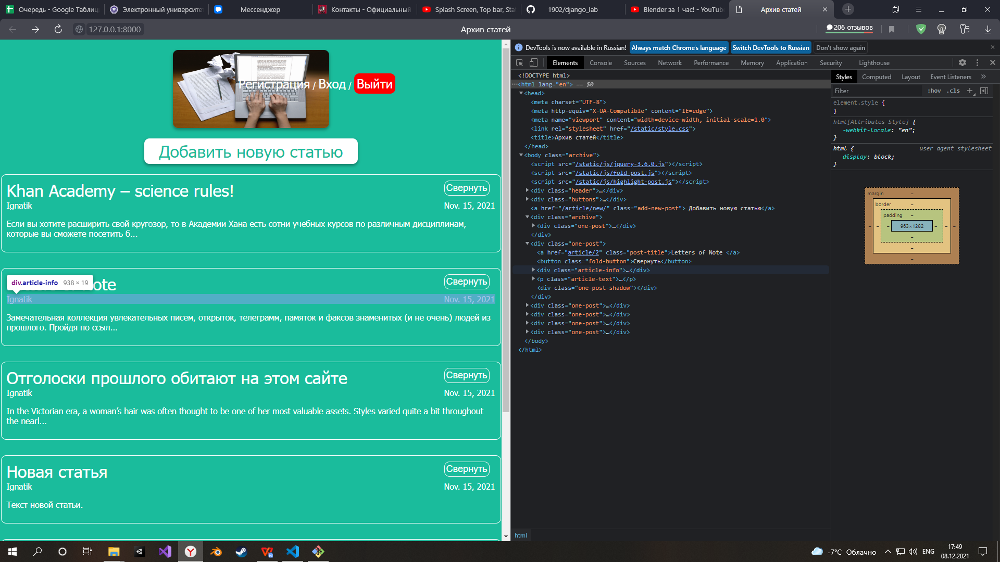 Очередь - Google Таблиц
Электронный университе
Мессенджер
Контакты - Официальный
Splash Screen, Top bar, Sta
1902/django_lab
Blender за 1 час! - YouTub
Архив статей
127.0.0.1:8000
Архив статей
206 отзывов
Регистрация / Вход / Выйти
Добавить новую статью
Khan Academy – science rules!
Свернуть
Ignatik
Nov. 15, 2021
Если вы хотите расширить свой кругозор, то в Академии Хана есть сотни учебных курсов по различным дисциплинам,
которые вы сможете посетить б...
div.article-info 938 × 19
ote
Свернуть
Ignatik
Nov. 15, 2021
Замечательная коллекция увлекательных писем, открыток, телеграмм, памяток и факсов знаменитых (и не очень) людей из
прошлого. Пройдя по ссыл...
Отголоски прошлого обитают на этом сайте
Свернуть
Ignatik
Nov. 15, 2021
In the Victorian era, a woman’s hair was often thought to be one of her most valuable assets. Styles varied quite a bit throughout
the nearl...
Новая статья
Свернуть
Ignatik
Nov. 15, 2021
Текст новой статьи.
DevTools is now available in Russian!
Always match Chrome's language
Switch DevTools to Russian
Don't show again
Elements
Console
Sources
Network
Performance
Memory
Application
Security
Lighthouse
<!DOCTYPE html>
<html lang="en"> == $0
<head>
<meta charset="UTF-8">
<meta http-equiv="X-UA-Compatible" content="IE=edge">
<meta name="viewport" content="width=device-width, initial-scale=1.0">
<link rel="stylesheet" href="/static/style.css">
<title>Архив статей</title>
</head>
<body class="archive">
<script src="/static/js/jquery-3.6.0.js"></script>
<script src="/static/js/fold-post.js"></script>
<script src="/static/js/highlight-post.js"></script>
<div class="header">…</div>
<div class="buttons">…</div>
<a href="/article/new/" class="add-new-post"> Добавить новую статью</a>
<div class="archive">
<div class="one-post">…</div>
</div>
<div class="one-post">
<a href="article/2" class="post-title">Letters of Note </a>
<button class="fold-button">Свернуть</button>
<div class="article-info">…</div>
<p class="article-text">…</p>
<div class="one-post-shadow"></div>
</div>
<div class="one-post">…</div>
<div class="one-post">…</div>
<div class="one-post">…</div>
<div class="one-post">…</div>
</body>
</html>
html
Styles
Computed
Layout
Event Listeners
Filter
:hov .cls
element.style {
}
html[Attributes Style] {
-webkit-locale: "en";
}
html {
user agent stylesheet
display: block;
}
margin
border
padding
963×1282
-7°C Облачно
ENG
17:49
08.12.2021